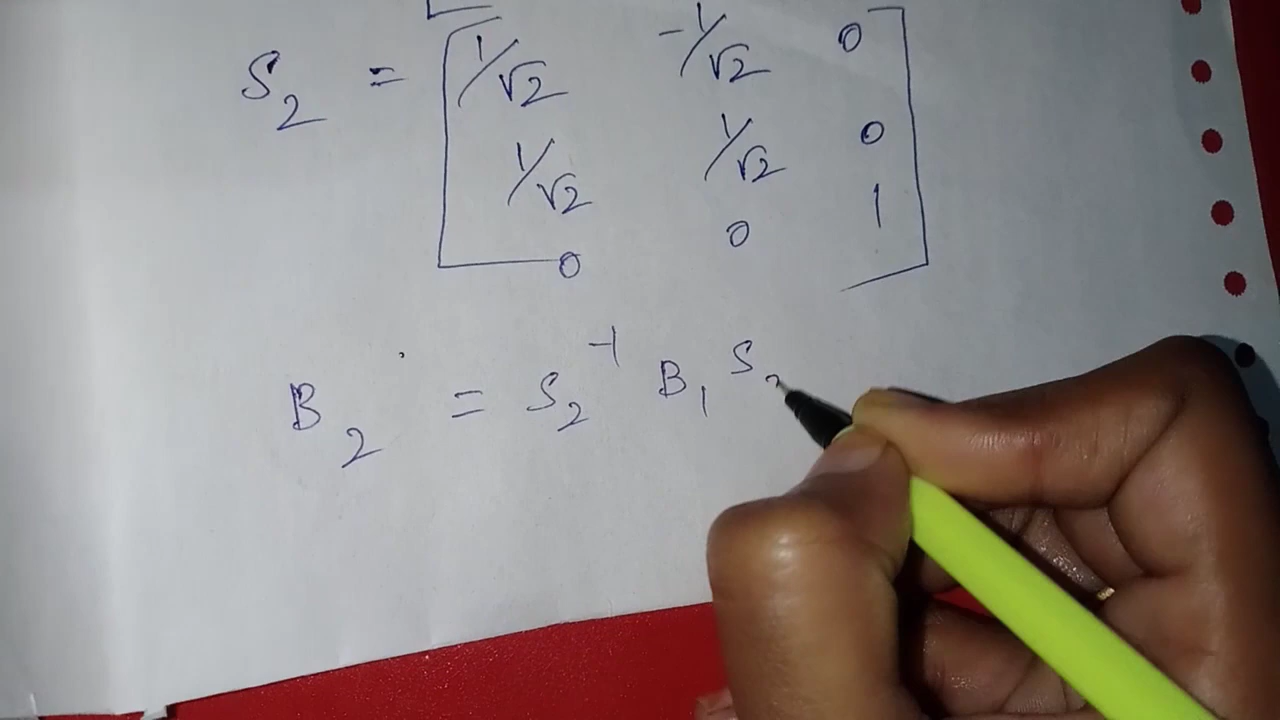 S₂ = [ 1/√2 -1/√2 0
1/√2 1/√2 0
0 0 1 ]
B₂ = S₂⁻¹ B₁ S₂